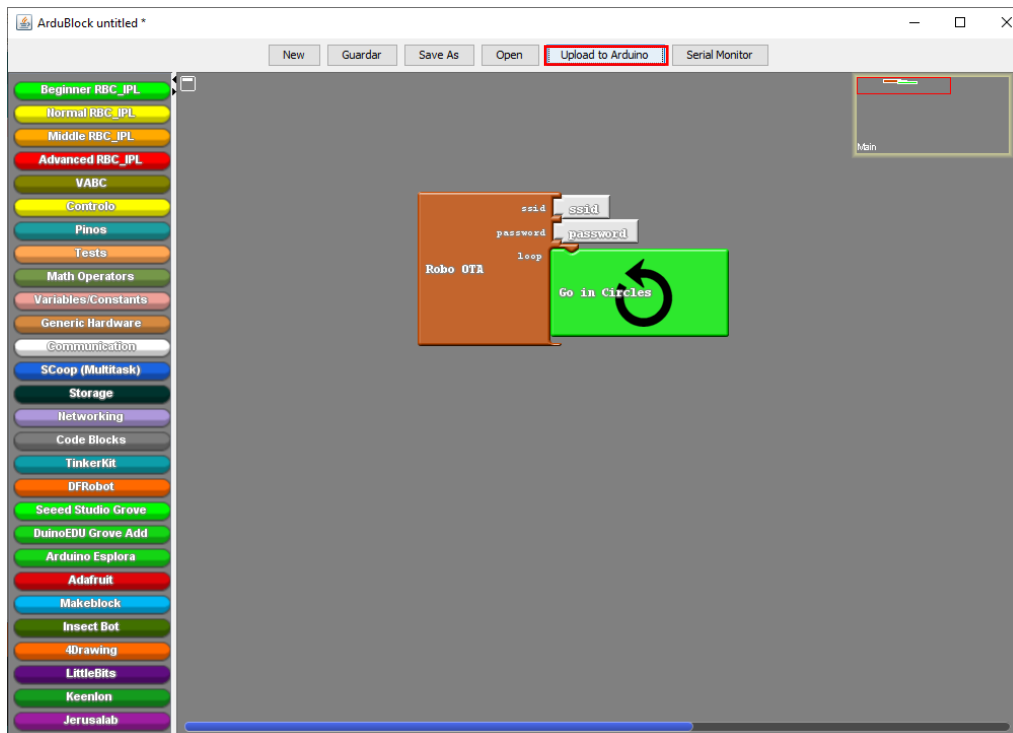 ArduBlock untitled *
New Guardar Save As Open Upload to Arduino Serial Monitor
Beginner RBC_IPL
Normal RBC_IPL
Middle RBC_IPL
Advanced RBC_IPL
VABC
Controlo
Pinos
Tests
Math Operators
Variables/Constants
Generic Hardware
Communication
SCoop (Multitask)
Storage
Networking
Code Blocks
TinkerKit
DFRobot
Seeed Studio Grove
DuinoEDU Grove Add
Arduino Esplora
Adafruit
Makeblock
Insect Bot
4Drawing
LittleBits
Keenlon
Jerusalab
ssid ssid
password password
loop
Robo OTA
Go in Circles
Main